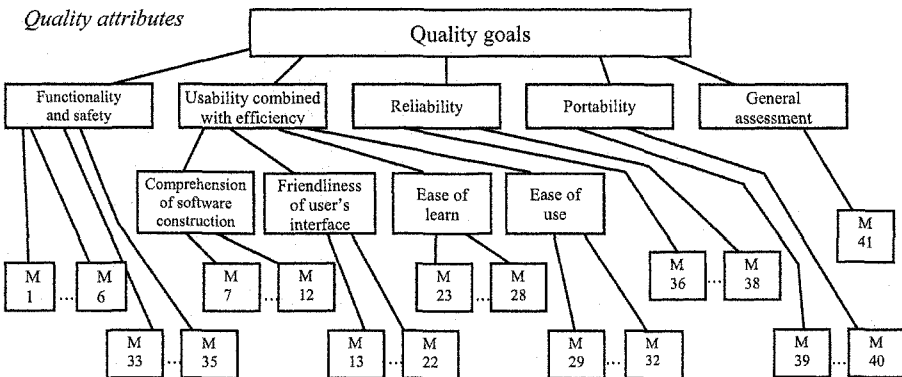 Quality attributes
Quality goals
Functionality
and safety
Usability combined
with efficiency
Reliability
Portability
General
assessment
Comprehension
of software
construction
Friendliness
of user's
interface
Ease of
learn
Ease of
use
M
41
M
1
...
M
6
M
7
...
M
12
M
23
...
M
28
M
36
...
M
38
M
33
...
M
35
M
13
...
M
22
M
29
...
M
32
M
39
...
M
40